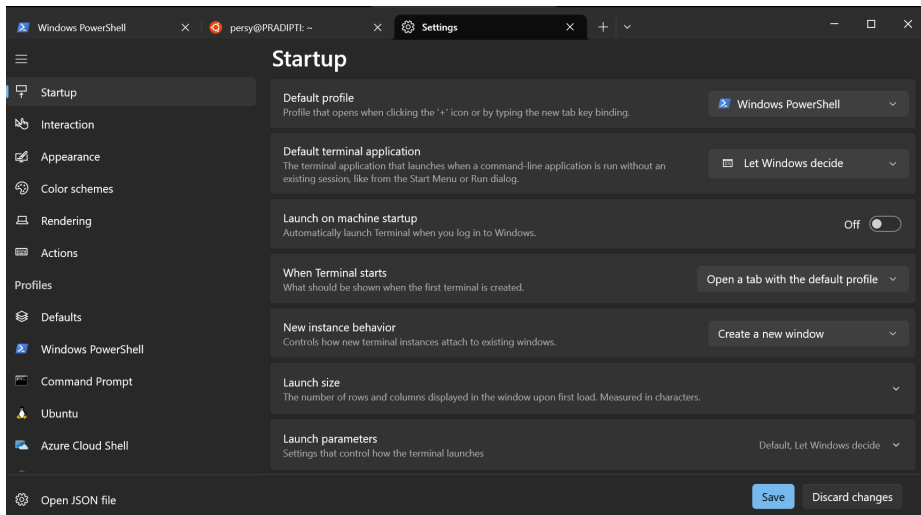 Windows PowerShell
persy@PRADIPTI: ~
Settings
Startup
Startup
Interaction
Appearance
Color schemes
Rendering
Actions
Profiles
Defaults
Windows PowerShell
Command Prompt
Ubuntu
Azure Cloud Shell
Open JSON file
Default profile
Profile that opens when clicking the '+' icon or by typing the new tab key binding.
Windows PowerShell
Default terminal application
The terminal application that launches when a command-line application is run without an
existing session, like from the Start Menu or Run dialog.
Let Windows decide
Launch on machine startup
Automatically launch Terminal when you log in to Windows.
Off
When Terminal starts
What should be shown when the first terminal is created.
Open a tab with the default profile
New instance behavior
Controls how new terminal instances attach to existing windows.
Create a new window
Launch size
The number of rows and columns displayed in the window upon first load. Measured in characters.
Launch parameters
Settings that control how the terminal launches
Default, Let Windows decide
Save
Discard changes